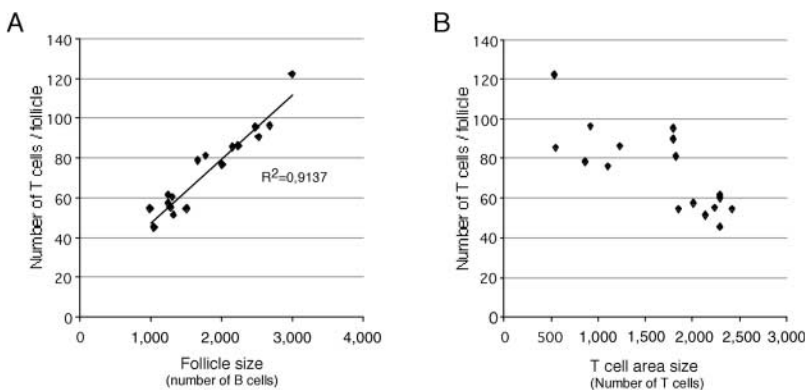 A
Number of T cells / follicle
140
120
100
80
60
40
20
0
R²=0,9137
0 1,000 2,000 3,000 4,000
Follicle size
(number of B cells)
B
Number of T cells / follicle
140
120
100
80
60
40
20
0
0 500 1,000 1,500 2,000 2,500 3,000
T cell area size
(Number of T cells)